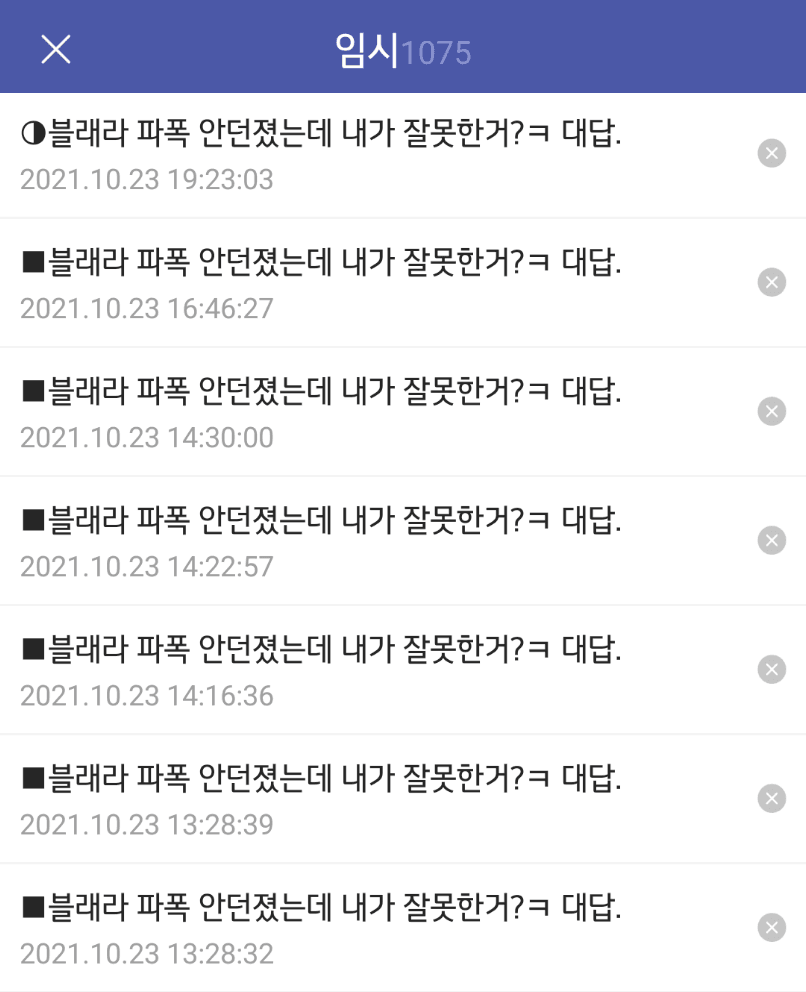 임시1075
◑블래라 파폭 안던졌는데 내가 잘못한거?ㅋ 대답.
2021.10.23 19:23:03
■블래라 파폭 안던졌는데 내가 잘못한거?ㅋ 대답.
2021.10.23 16:46:27
■블래라 파폭 안던졌는데 내가 잘못한거?ㅋ 대답.
2021.10.23 14:30:00
■블래라 파폭 안던졌는데 내가 잘못한거?ㅋ 대답.
2021.10.23 14:22:57
■블래라 파폭 안던졌는데 내가 잘못한거?ㅋ 대답.
2021.10.23 14:16:36
■블래라 파폭 안던졌는데 내가 잘못한거?ㅋ 대답.
2021.10.23 13:28:39
■블래라 파폭 안던졌는데 내가 잘못한거?ㅋ 대답.
2021.10.23 13:28:32